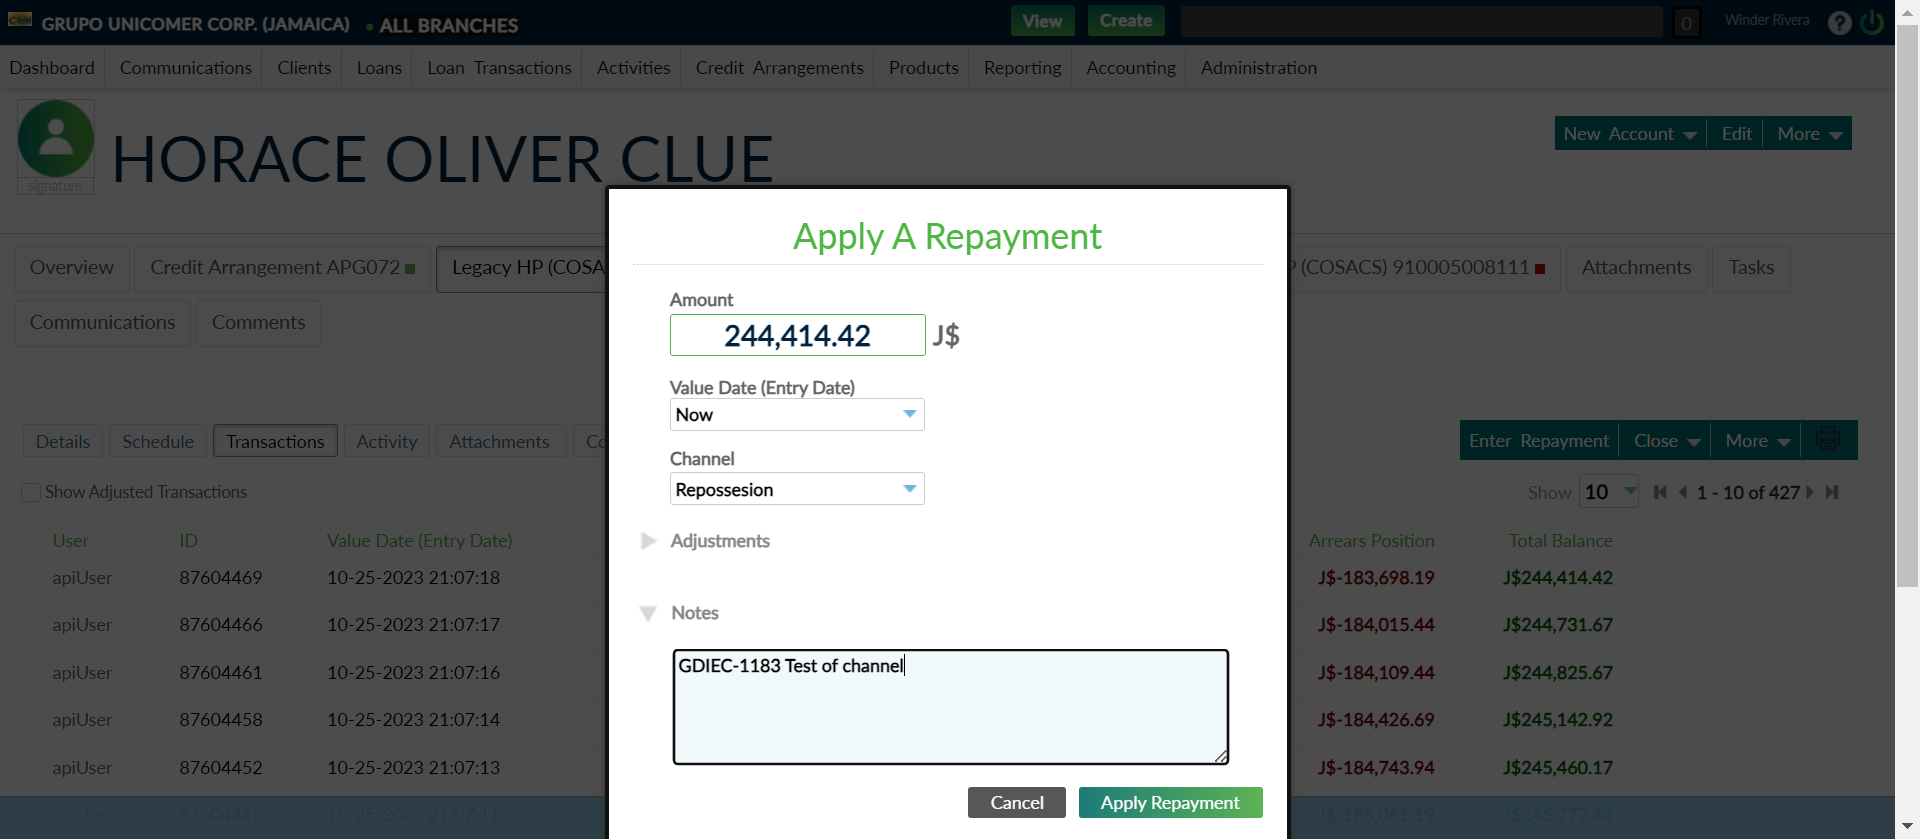 GRUPO UNICOMER CORP. (JAMAICA) ALL BRANCHES View Create 0 Winder Rivera ?
Dashboard Communications Clients Loans Loan Transactions Activities Credit Arrangements Products Reporting Accounting Administration
signature
HORACE OLIVER CLUE
New Account Edit More
Apply A Repayment
Overview Credit Arrangement APG072 Legacy HP (COSA P (COSACS) 910005008111 Attachments Tasks
Communications Comments
Amount
244,414.42 J$
Value Date (Entry Date)
Now
Channel
Repossesion
Adjustments
Notes
GDIEC-1183 Test of channel
Cancel Apply Repayment
Details Schedule Transactions Activity Attachments Co
Enter Repayment Close More
Show Adjusted Transactions
Show 10 1 - 10 of 427
User ID Value Date (Entry Date) Arrears Position Total Balance
apiUser 87604469 10-25-2023 21:07:18 J$-183,698.19 J$244,414.42
apiUser 87604466 10-25-2023 21:07:17 J$-184,015.44 J$244,731.67
apiUser 87604461 10-25-2023 21:07:16 J$-184,109.44 J$244,825.67
apiUser 87604458 10-25-2023 21:07:14 J$-184,426.69 J$245,142.92
apiUser 87604452 10-25-2023 21:07:13 J$-184,743.94 J$245,460.17
apiUser 87604445 10-25-2023 21:07:11 J$-185,061.19 J$245,777.42